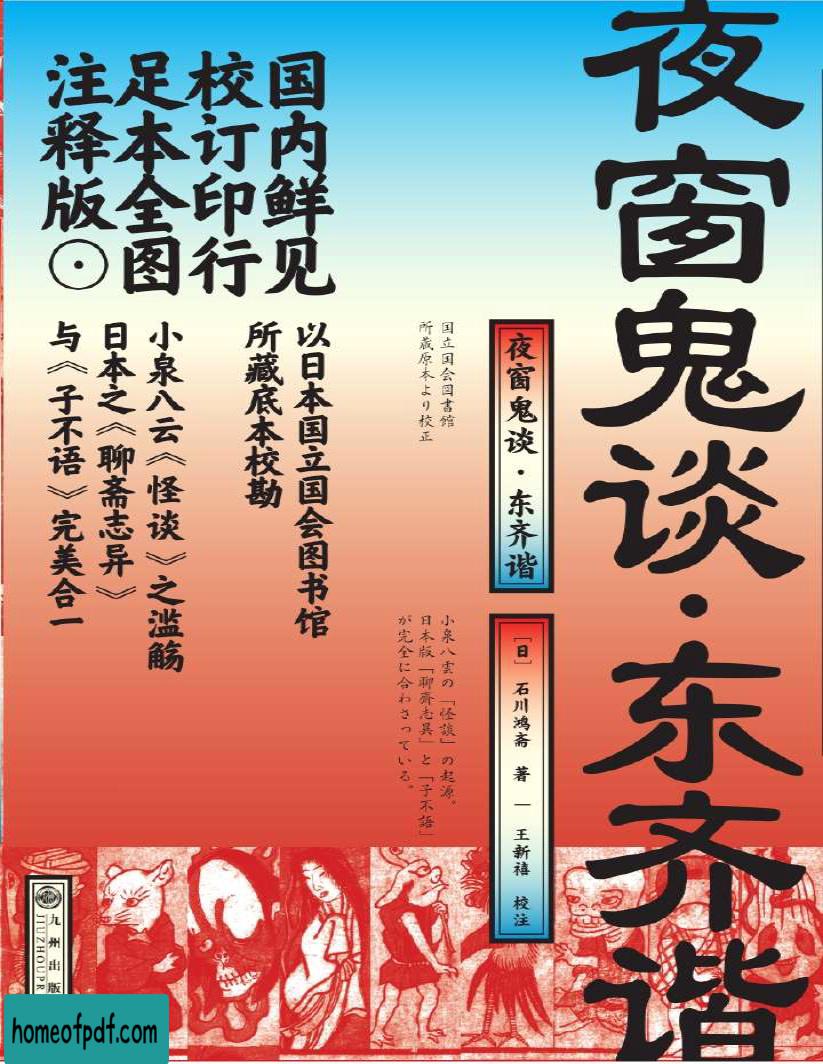 夜窗鬼谈·东齐谐
夜窗鬼谈·东齐谐
[日] 石川鸿斋 著 | 王新禧 校注
国立国会図書館
所蔵原本より校正
小泉八雲の「怪談」の起源。
日本版「聊齋志異」と「子不語」
が完全に合わさっている。
国内鲜见
校订印行
足本全图
注释版⊙
以日本国立国会图书馆
所藏底本校勘
小泉八云《怪谈》之滥觞
日本之《聊斋志异》
与《子不语》完美合一
九州出版
JIUZHOUPR
homeofpdf.com